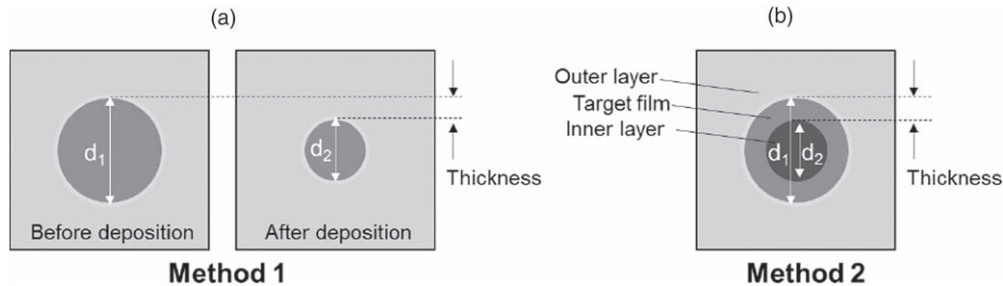 (a)
d1
Before deposition
d2
After deposition
Thickness
Method 1
(b)
Outer layer
Target film
Inner layer
d1 d2
Thickness
Method 2